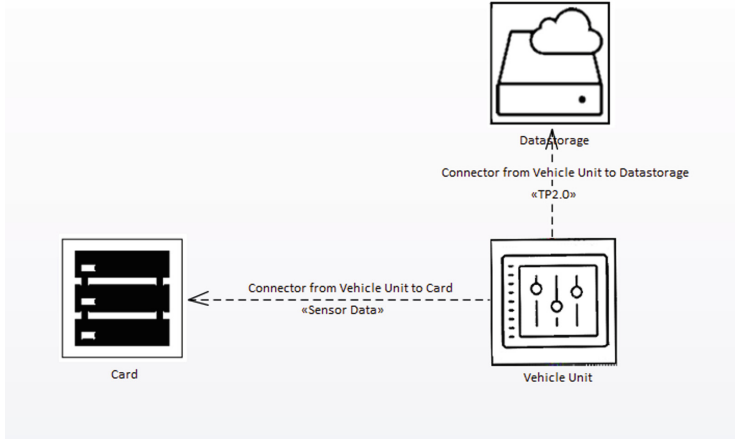 Datastorage
Connector from Vehicle Unit to Datastorage
«TP2.0»
Connector from Vehicle Unit to Card
«Sensor Data»
Card
Vehicle Unit